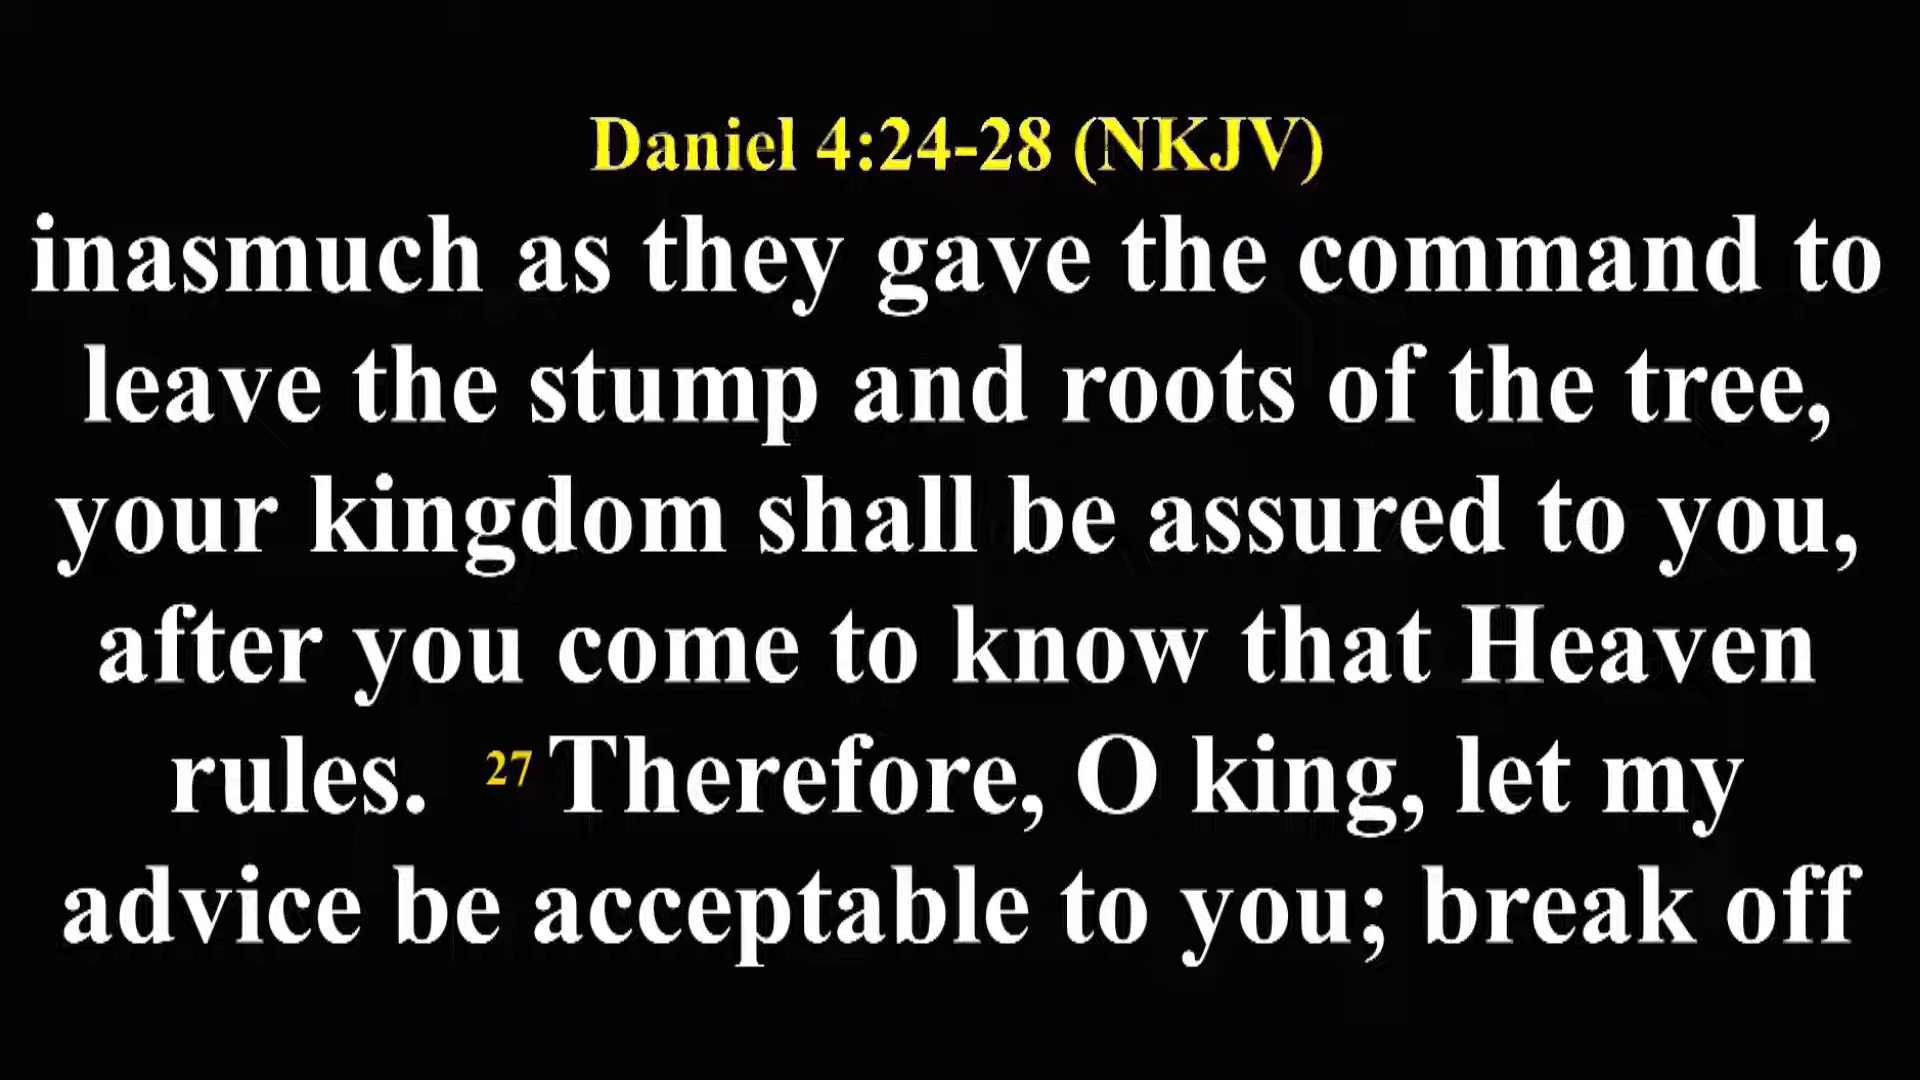 Daniel 4:24-28 (NKJV)
inasmuch as they gave the command to
leave the stump and roots of the tree,
your kingdom shall be assured to you,
after you come to know that Heaven
rules. 27 Therefore, O king, let my
advice be acceptable to you; break off